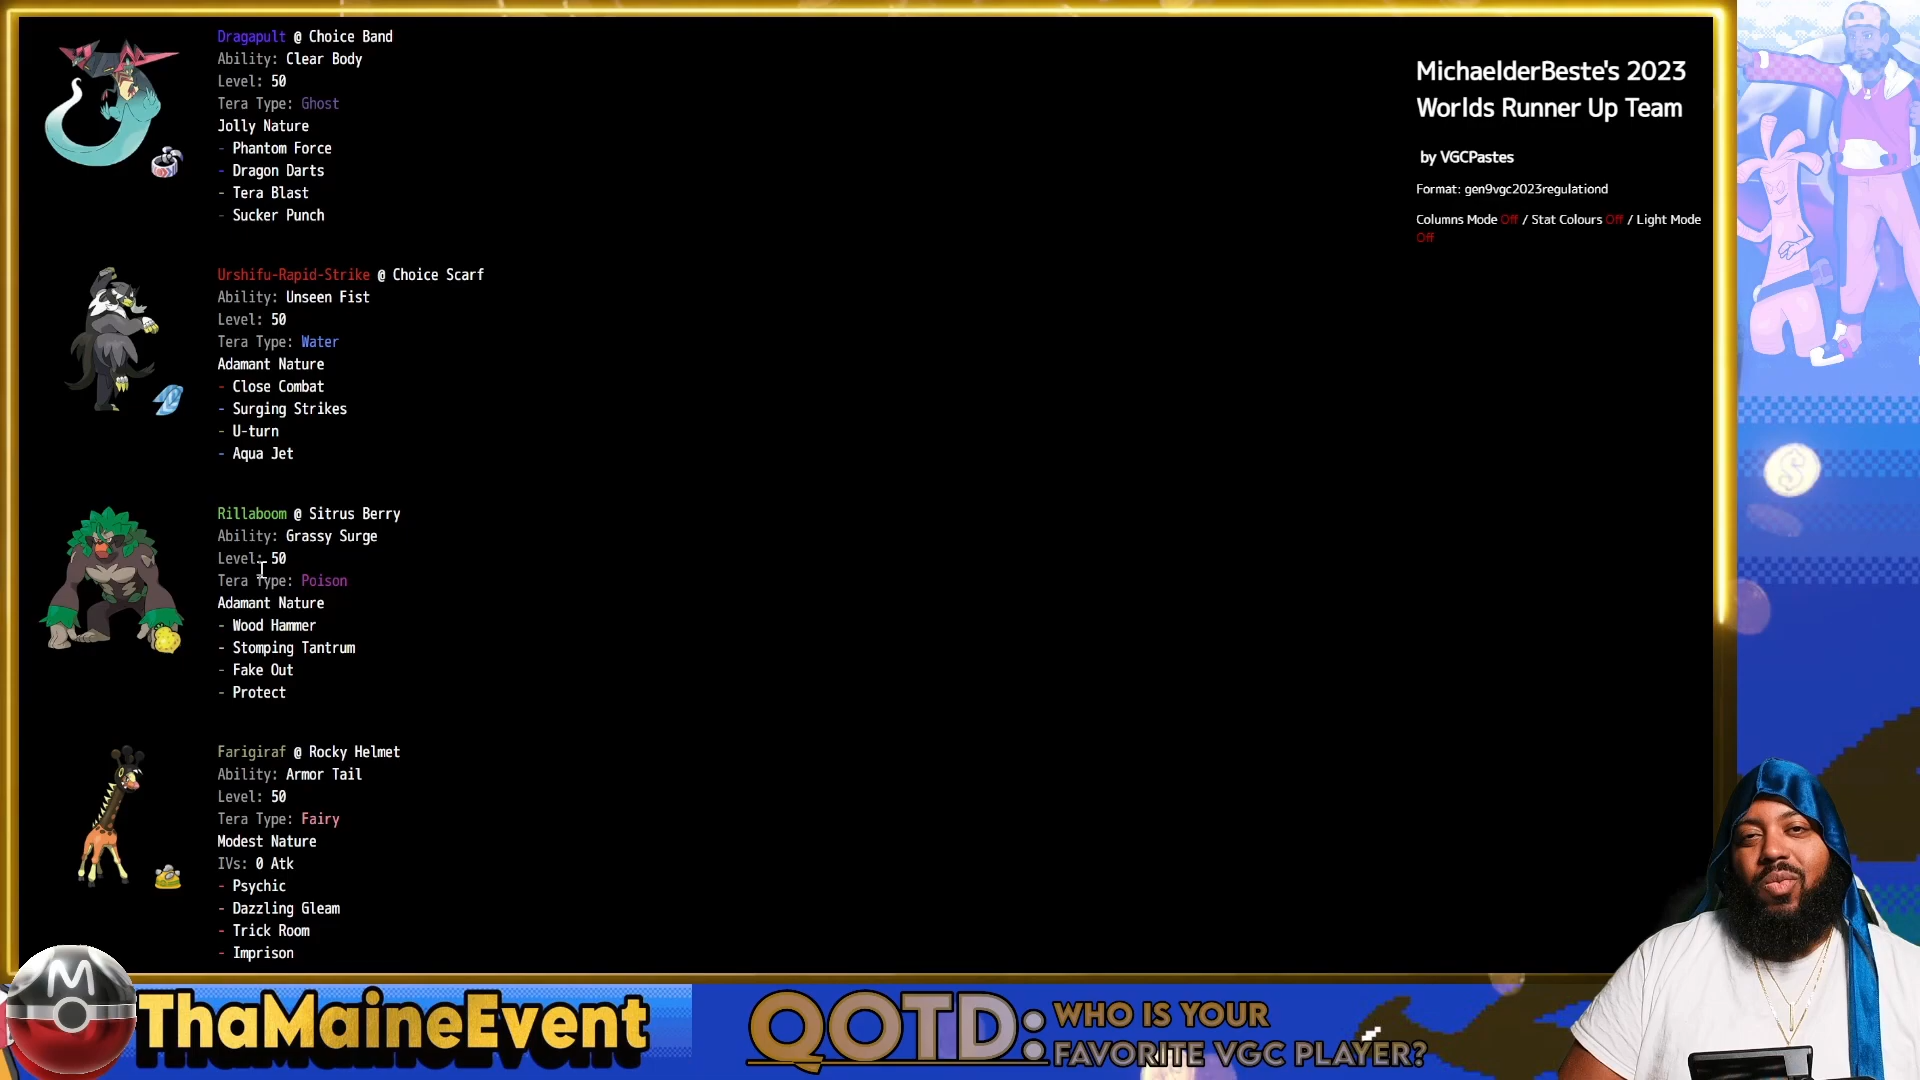 Dragapult @ Choice Band
Ability: Clear Body
Level: 50
Tera Type: Ghost
Jolly Nature
- Phantom Force
- Dragon Darts
- Tera Blast
- Sucker Punch
Urshifu-Rapid-Strike @ Choice Scarf
Ability: Unseen Fist
Level: 50
Tera Type: Water
Adamant Nature
- Close Combat
- Surging Strikes
- U-turn
- Aqua Jet
Rillaboom @ Sitrus Berry
Ability: Grassy Surge
Level: 50
Tera Type: Poison
Adamant Nature
- Wood Hammer
- Stomping Tantrum
- Fake Out
- Protect
Farigiraf @ Rocky Helmet
Ability: Armor Tail
Level: 50
Tera Type: Fairy
Modest Nature
IVs: 0 Atk
- Psychic
- Dazzling Gleam
- Trick Room
- Imprison
MichaelderBeste's 2023
Worlds Runner Up Team
by VGCPastes
Format: gen9vgc2023regulationd
Columns Mode Off / Stat Colours Off / Light Mode
Off
$
M
ThaMaineEvent
QOTD: WHO IS YOUR
FAVORITE VGC PLAYER?